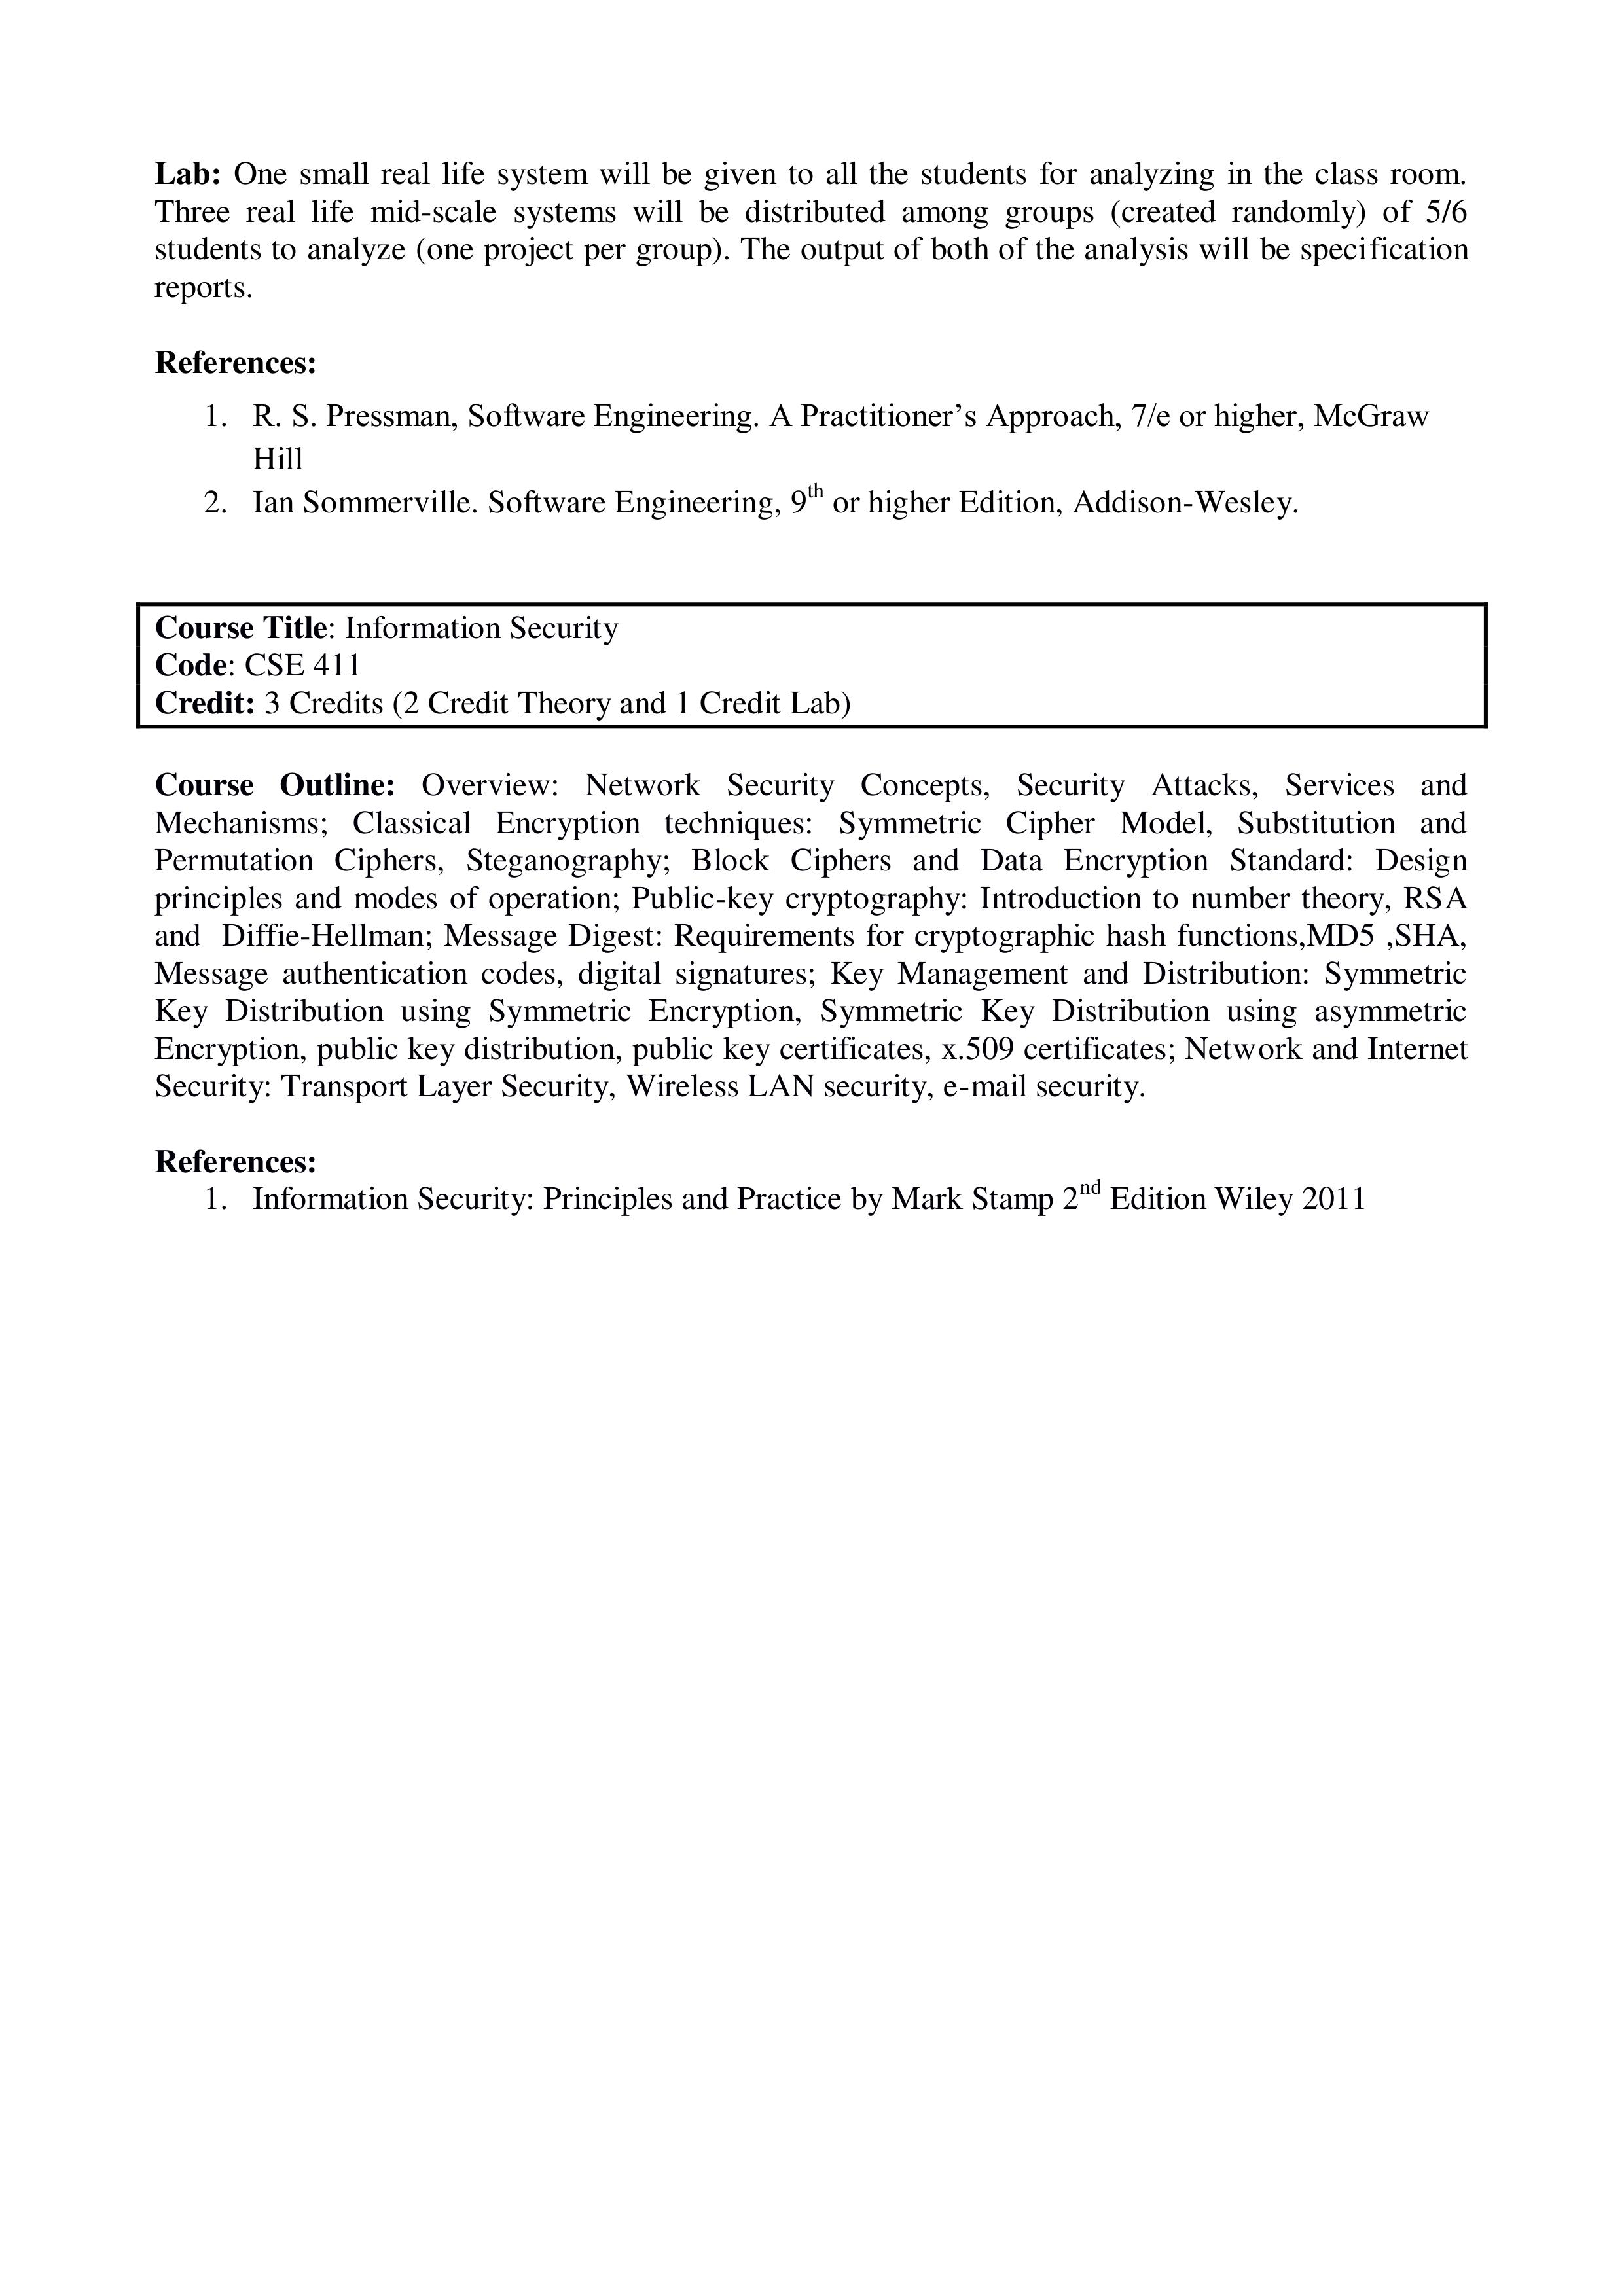 Lab: One small real life system will be given to all the students for analyzing in the class room.
Three real life mid-scale systems will be distributed among groups (created randomly) of 5/6
students to analyze (one project per group). The output of both of the analysis will be specification
reports.
References:
1. R. S. Pressman, Software Engineering. A Practitioner’s Approach, 7/e or higher, McGraw
Hill
2. Ian Sommerville. Software Engineering, 9th or higher Edition, Addison-Wesley.
Course Title: Information Security
Code: CSE 411
Credit: 3 Credits (2 Credit Theory and 1 Credit Lab)
Course Outline: Overview: Network Security Concepts, Security Attacks, Services and
Mechanisms; Classical Encryption techniques: Symmetric Cipher Model, Substitution and
Permutation Ciphers, Steganography; Block Ciphers and Data Encryption Standard: Design
principles and modes of operation; Public-key cryptography: Introduction to number theory, RSA
and Diffie-Hellman; Message Digest: Requirements for cryptographic hash functions,MD5 ,SHA,
Message authentication codes, digital signatures; Key Management and Distribution: Symmetric
Key Distribution using Symmetric Encryption, Symmetric Key Distribution using asymmetric
Encryption, public key distribution, public key certificates, x.509 certificates; Network and Internet
Security: Transport Layer Security, Wireless LAN security, e-mail security.
References:
1. Information Security: Principles and Practice by Mark Stamp 2nd Edition Wiley 2011